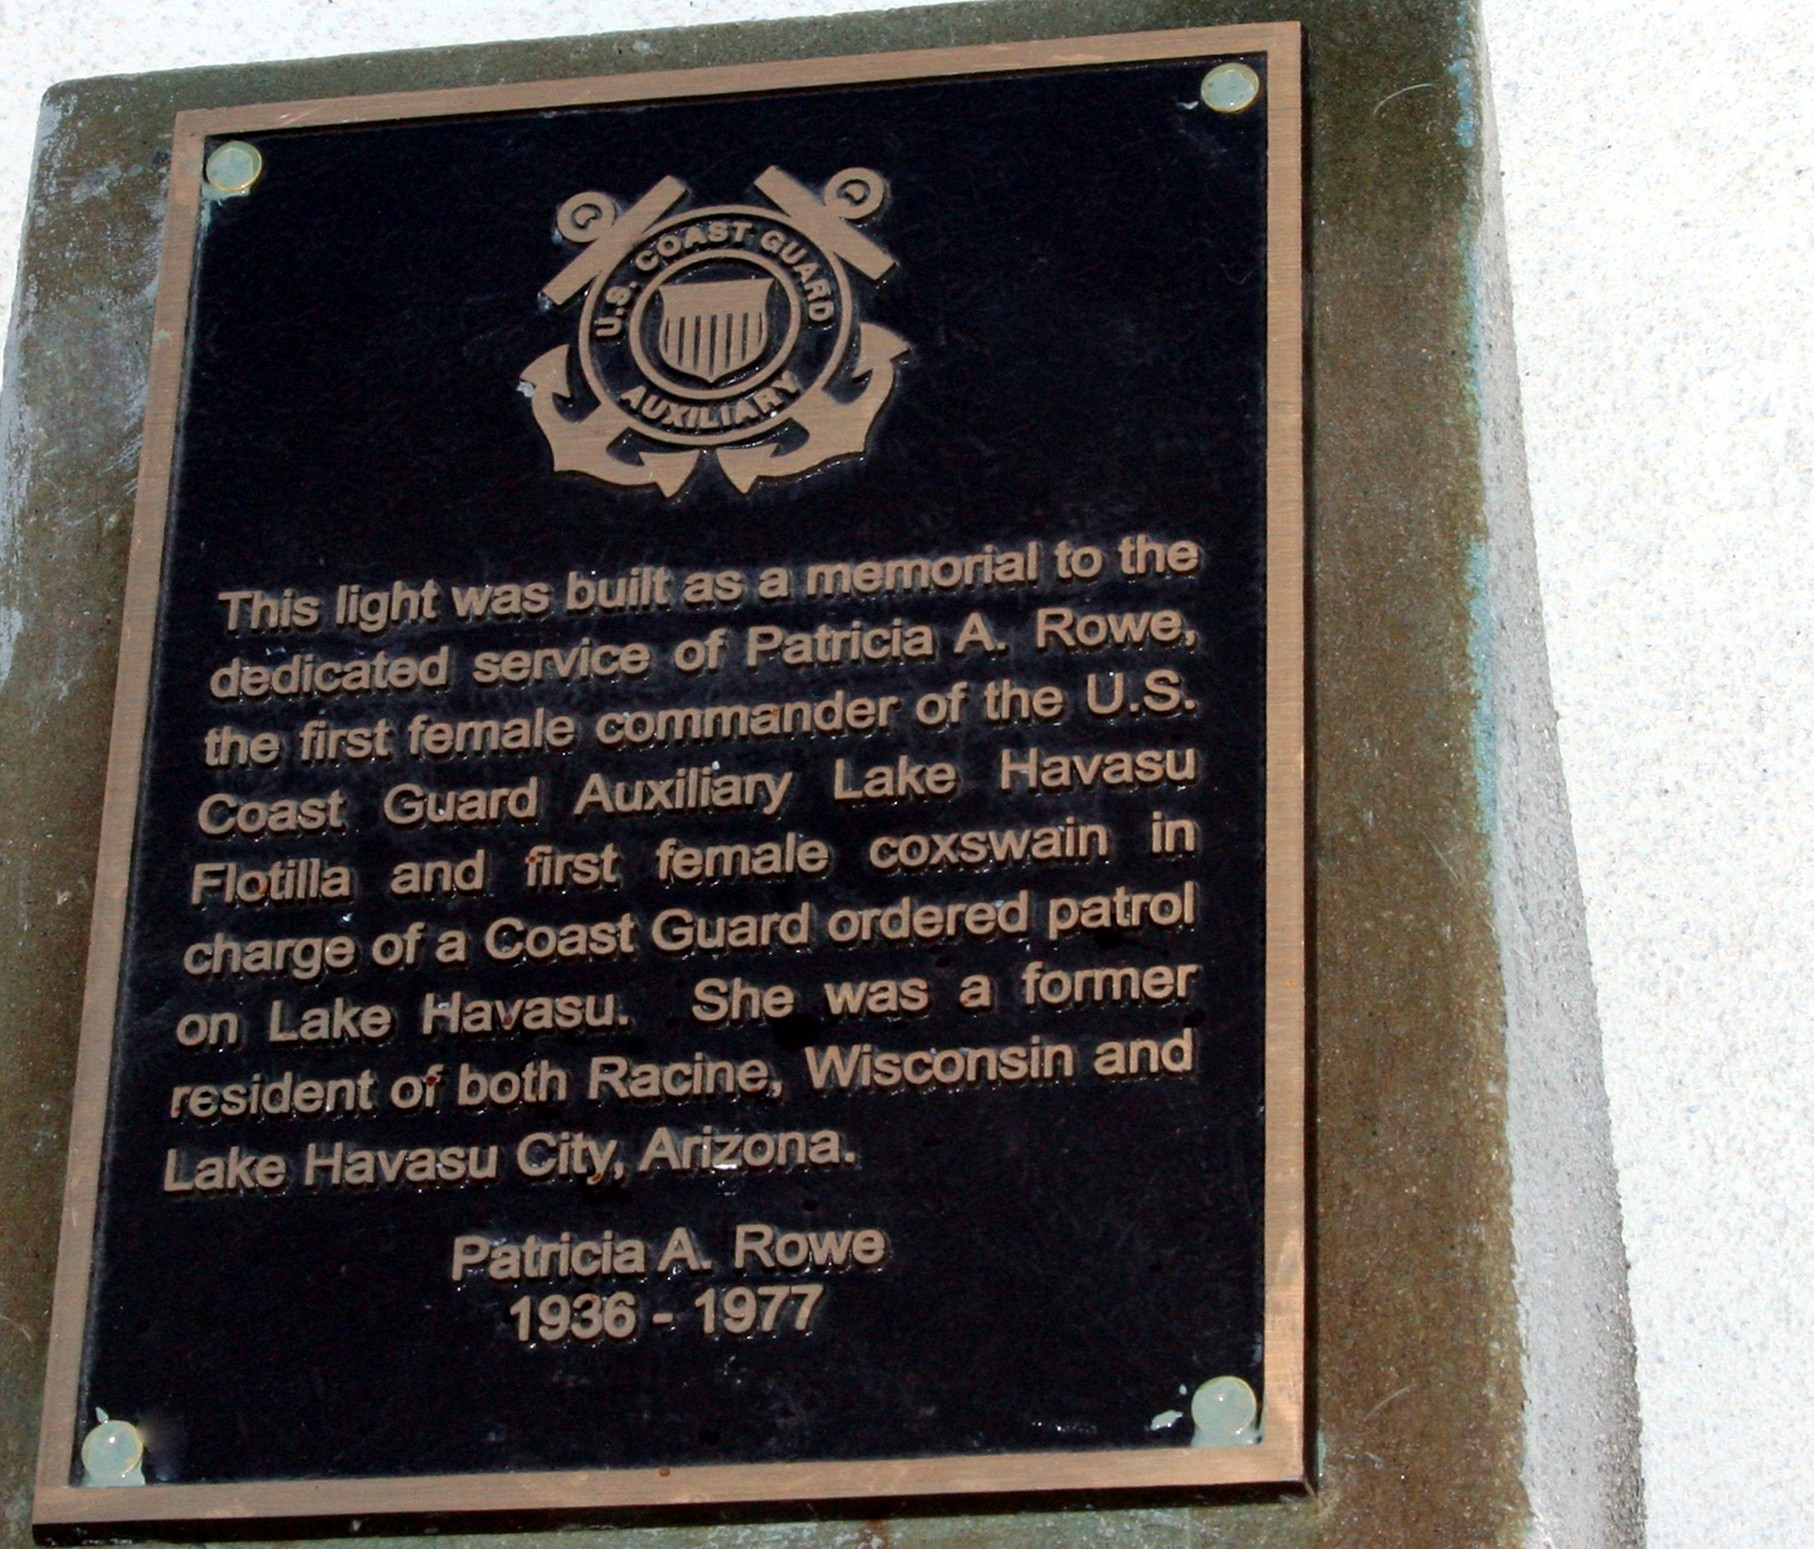 U.S. COAST GUARD
AUXILIARY
This light was built as a memorial to the
dedicated service of Patricia A. Rowe,
the first female commander of the U.S.
Coast Guard Auxiliary Lake Havasu
Flotilla and first female coxswain in
charge of a Coast Guard ordered patrol
on Lake Havasu. She was a former
resident of both Racine, Wisconsin and
Lake Havasu City, Arizona.
Patricia A. Rowe
1936 - 1977